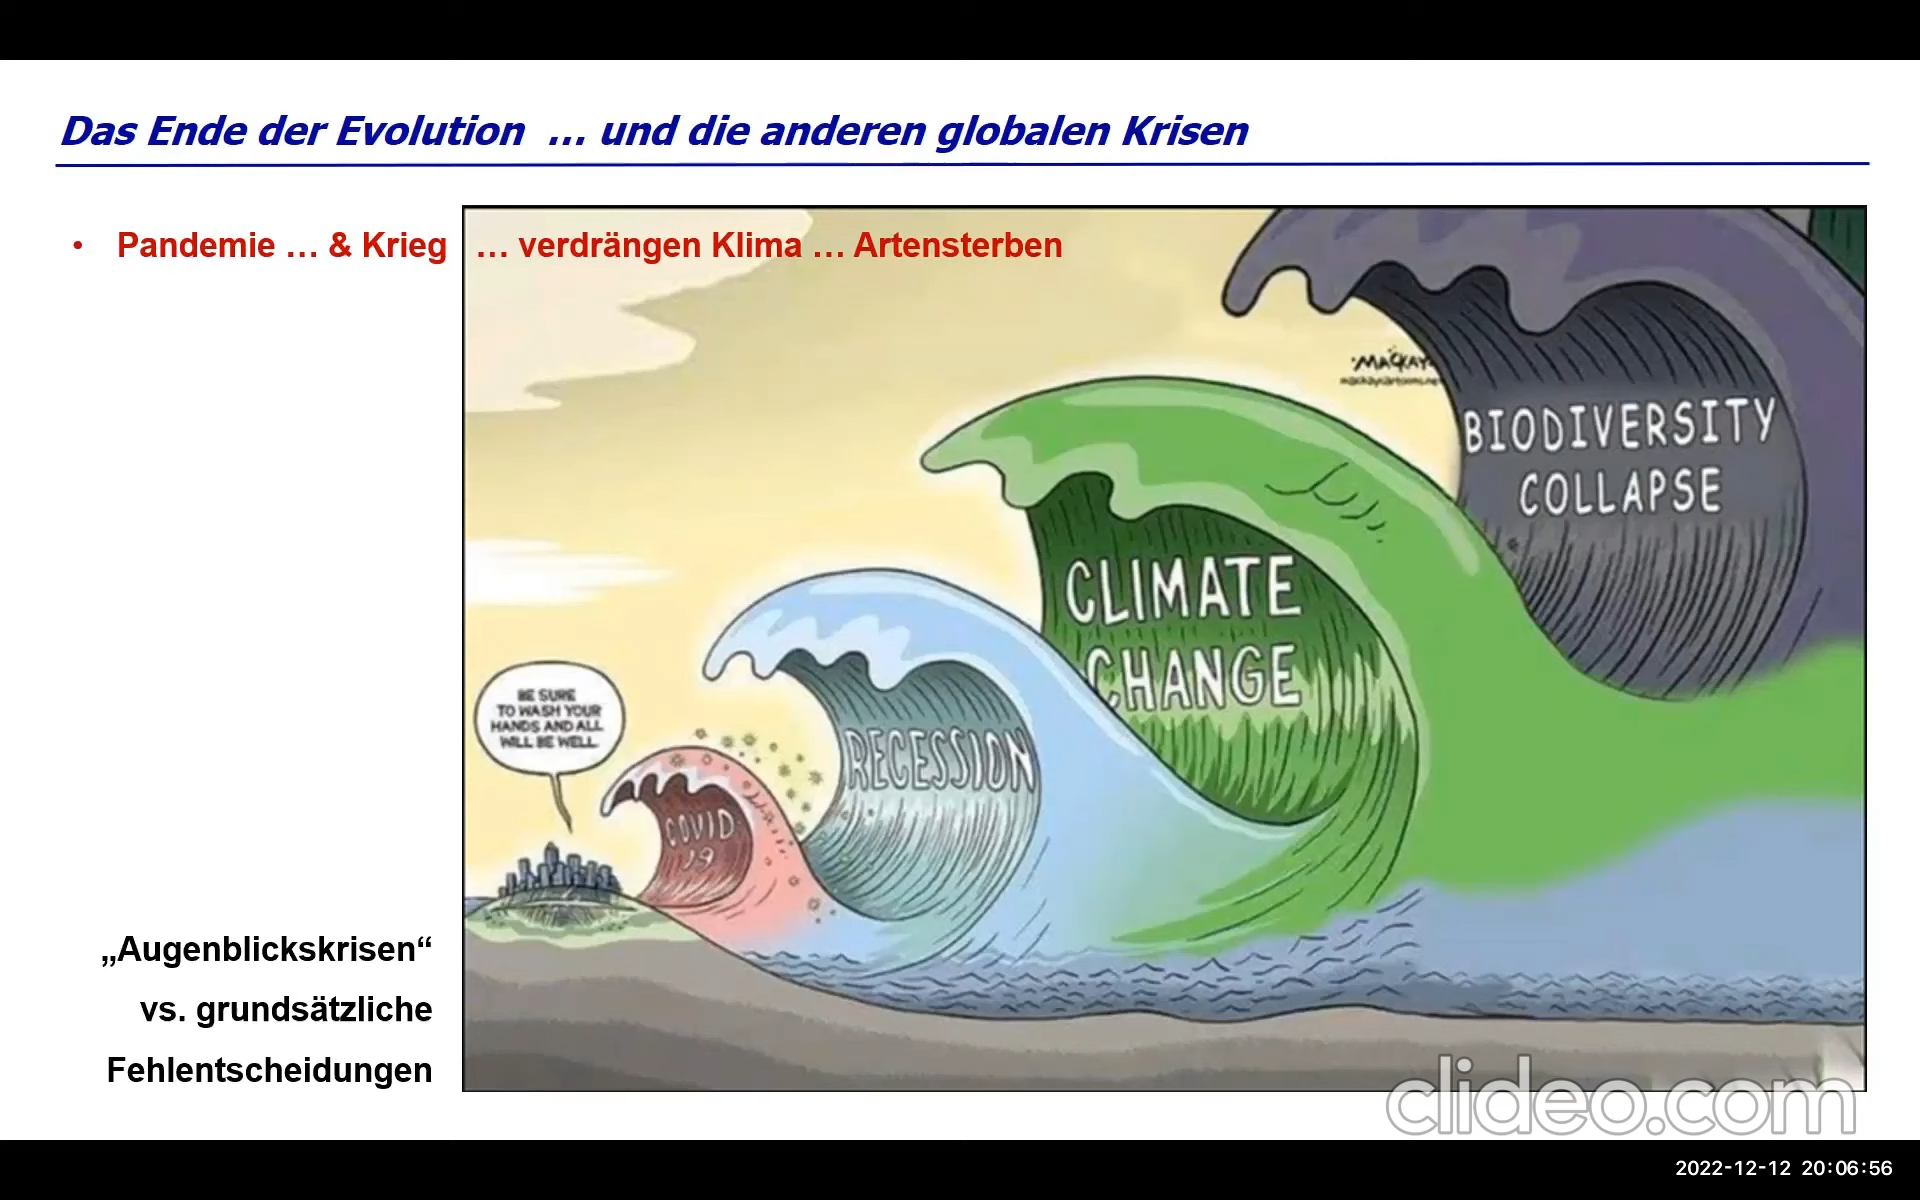 Das Ende der Evolution … und die anderen globalen Krisen
• Pandemie … & Krieg … verdrängen Klima … Artensterben
MACKAY
mackaycartoons.net
BIODIVERSITY
COLLAPSE
CLIMATE
CHANGE
RECESSION
BE SURE
TO WASH YOUR
HANDS AND ALL
WILL BE WELL.
COVID
19
„Augenblickskrisen“
vs. grundsätzliche
Fehlentscheidungen
clideo.com
2022-12-12 20:06:56